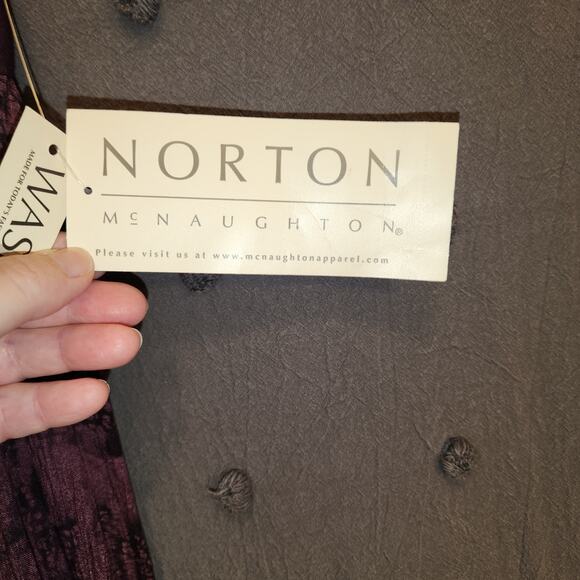 NORTON
McNAUGHTON®
Please visit us at www.mcnaughtonapparel.com
MADE FOR TODAY'S
WAS